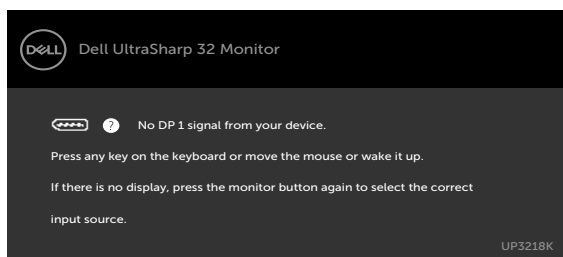 DELL Dell UltraSharp 32 Monitor
? No DP 1 signal from your device.
Press any key on the keyboard or move the mouse or wake it up.
If there is no display, press the monitor button again to select the correct
input source.
UP3218K